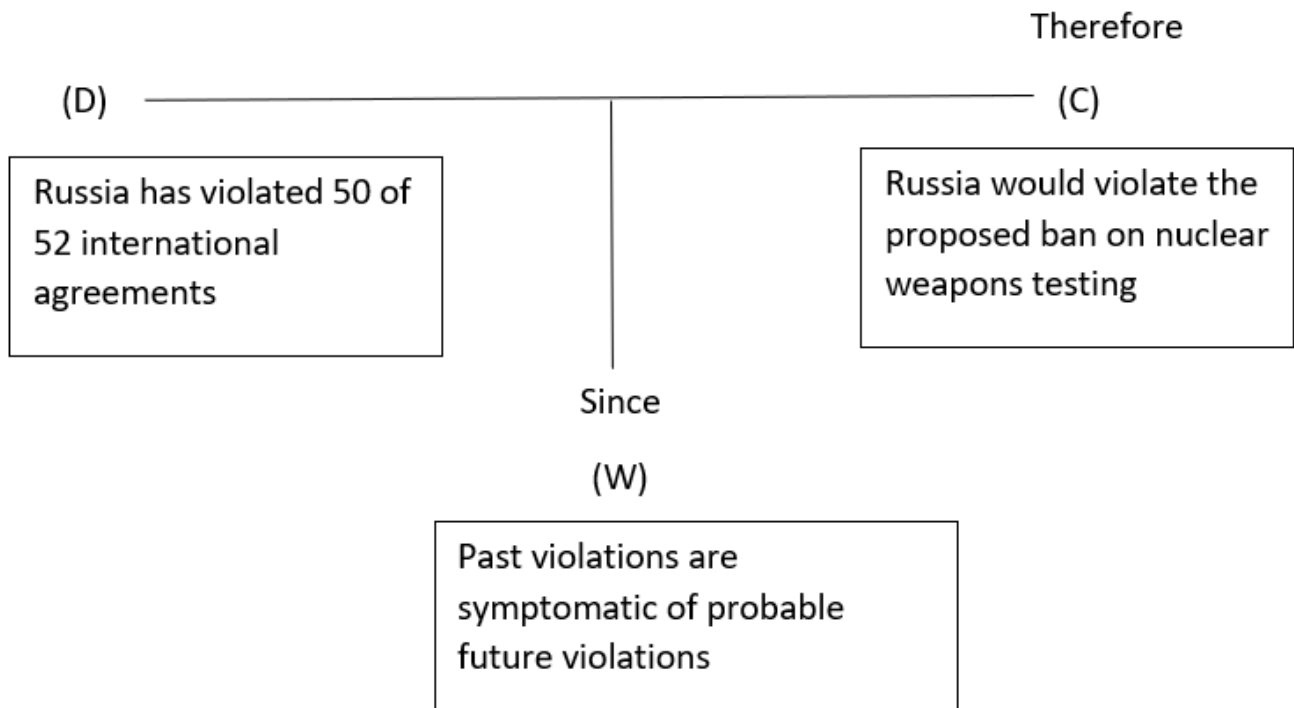 Therefore
(D)
(C)
Russia has violated 50 of
52 international
agreements
Russia would violate the
proposed ban on nuclear
weapons testing
Since
(W)
Past violations are
symptomatic of probable
future violations